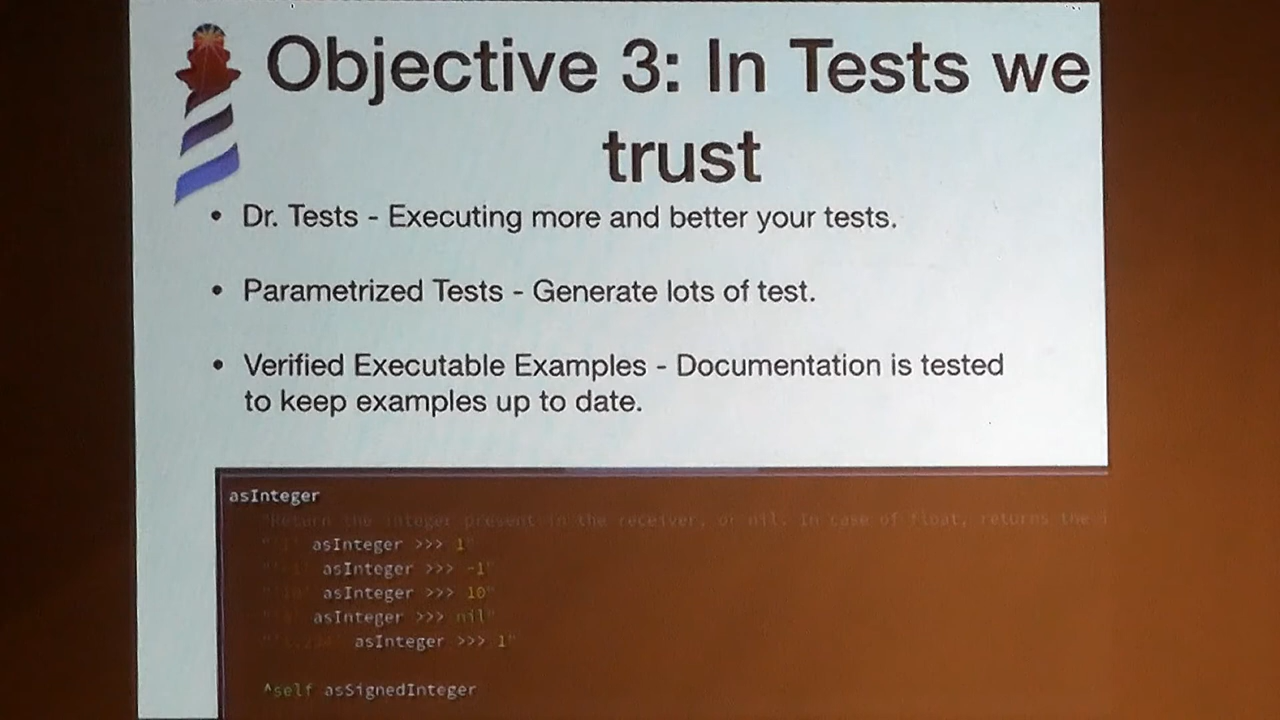 Objective 3: In Tests we
trust
• Dr. Tests - Executing more and better your tests.
• Parametrized Tests - Generate lots of test.
• Verified Executable Examples - Documentation is tested
to keep examples up to date.
asInteger
"Return the integer present in the receiver, or nil. In case of float, returns the i
asInteger >>> 1"
asInteger >>> -1"
asInteger >>> 10"
asInteger >>> nil"
asInteger >>> 1"
^self asSignedInteger